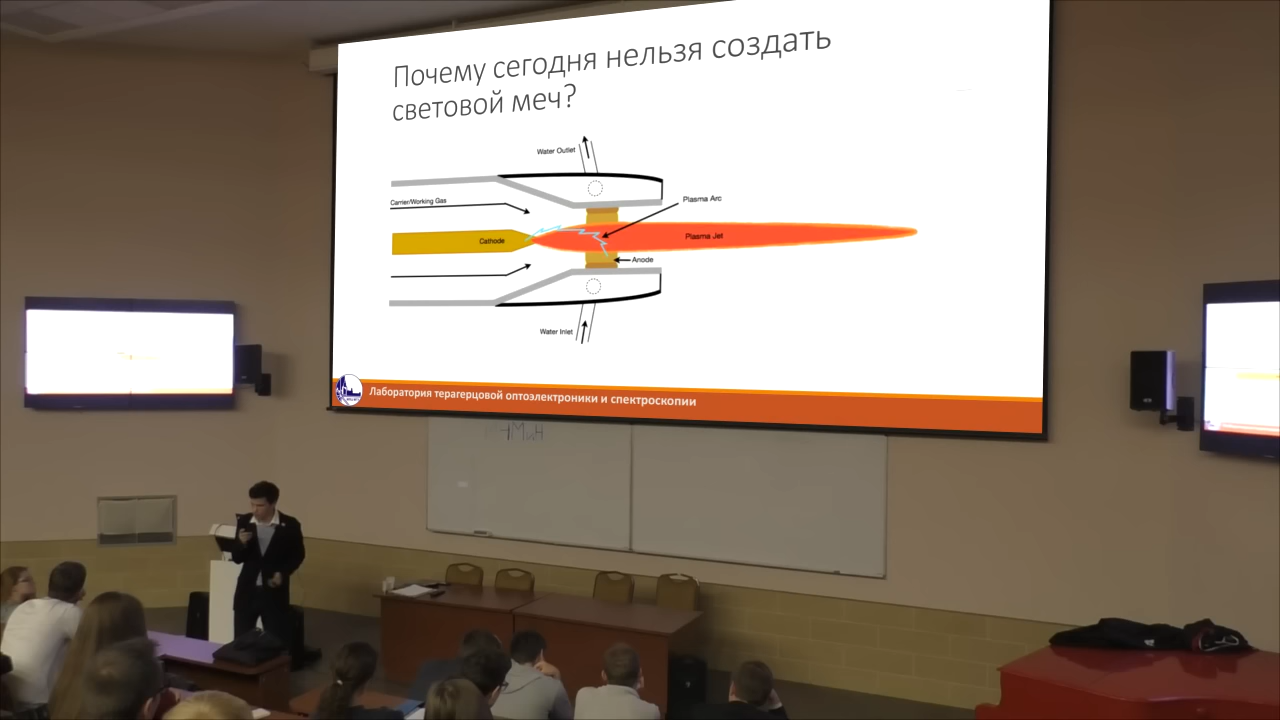 Почему сегодня нельзя создать
световой меч?
Water Outlet
Carrier/Working Gas
Plasma Arc
Cathode
Plasma Jet
Anode
Water Inlet
Лаборатория терагерцовой оптоэлектроники и спектроскопии